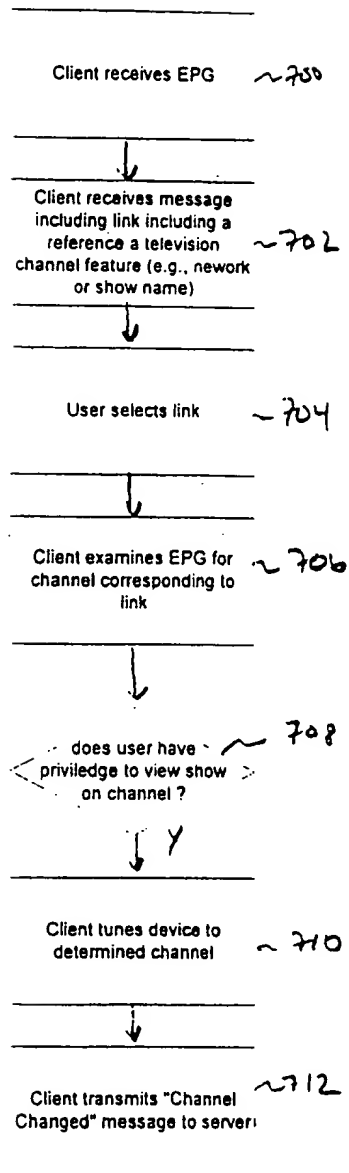 Client receives EPG ~700
Client receives message
including link including a
reference a television ~702
channel feature (e.g., nework
or show name)
User selects link ~704
Client examines EPG for
channel corresponding to ~706
link
does user have 708
priviledge to view show
on channel ?
Y
Client tunes device to
determined channel ~710
Client transmits "Channel ~712
Changed" message to server